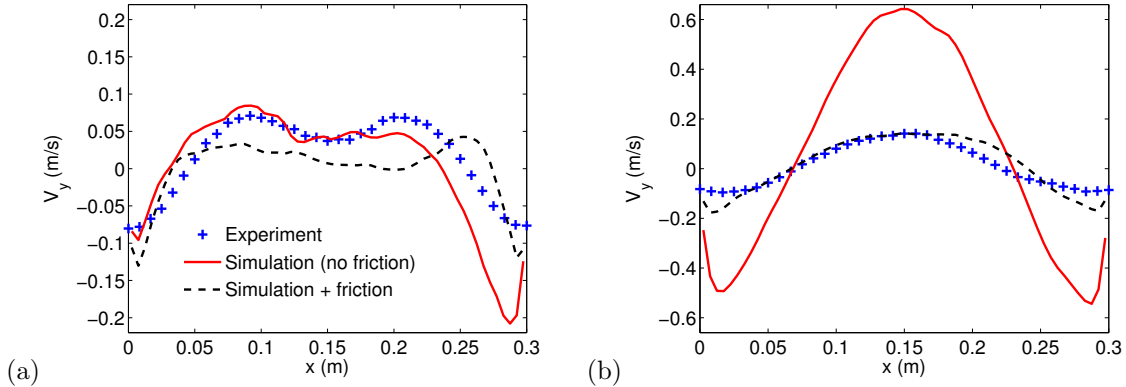 0.2
0.15
0.1
0.05
0
−0.05
−0.1
−0.15
−0.2
V_y (m/s)
0 0.05 0.1 0.15 0.2 0.25 0.3
x (m)
Experiment
Simulation (no friction)
Simulation + friction
(a)
0.6
0.4
0.2
0
−0.2
−0.4
−0.6
V_y (m/s)
0 0.05 0.1 0.15 0.2 0.25 0.3
x (m)
(b)